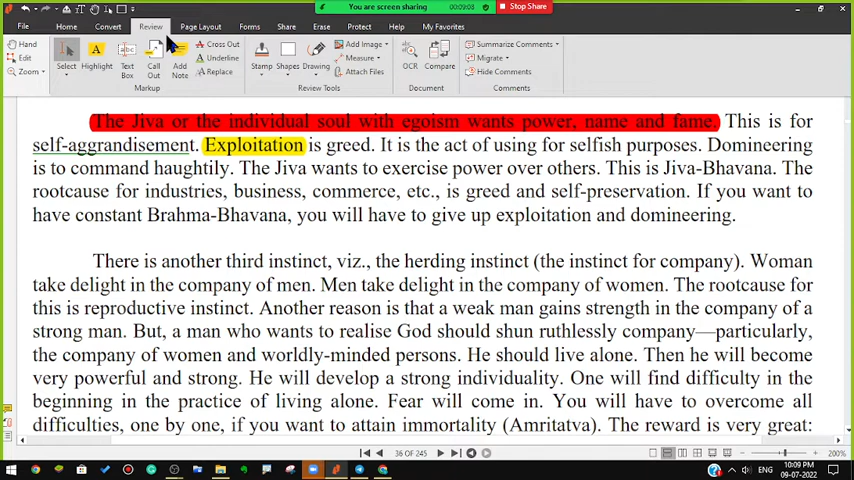 You are screen sharing 09:09:08 Stop Share
Home Convert Review Page Layout Forms Share Erase Protect Help My Favorites
Hand Cross Out Add Image Summarize Comments
Edit Underline Measure Migrate
Zoom Select Highlight Text Box Call Out Add Note Replace Stamp Shapes Drawing Attach Files OCR Compare Hide Comments
Markup Review Tools
The Jiva or the individual soul with egoism wants power, name and fame. This is for
self-aggrandisement. Exploitation is greed. It is the act of using for selfish purposes. Domineering
is to command haughtily. The Jiva wants to exercise power over others. This is Jiva-Bhavana. The
rootcause for industries, business, commerce, etc., is greed and self-preservation. If you want to
have constant Brahma-Bhavana, you will have to give up exploitation and domineering.
There is another third instinct, viz., the herding instinct (the instinct for company). Woman
take delight in the company of men. Men take delight in the company of women. The rootcause for
this is reproductive instinct. Another reason is that a weak man gains strength in the company of a
strong man. But, a man who wants to realise God should shun ruthlessly company—particularly,
the company of women and worldly-minded persons. He should live alone. Then he will become
very powerful and strong. He will develop a strong individuality. One will find difficulty in the
beginning in the practice of living alone. Fear will come in. You will have to overcome all
difficulties, one by one, if you want to attain immortality (Amritatva). The reward is very great:
36 OF 245 200%
ENG 10:09 PM
09-07-2022